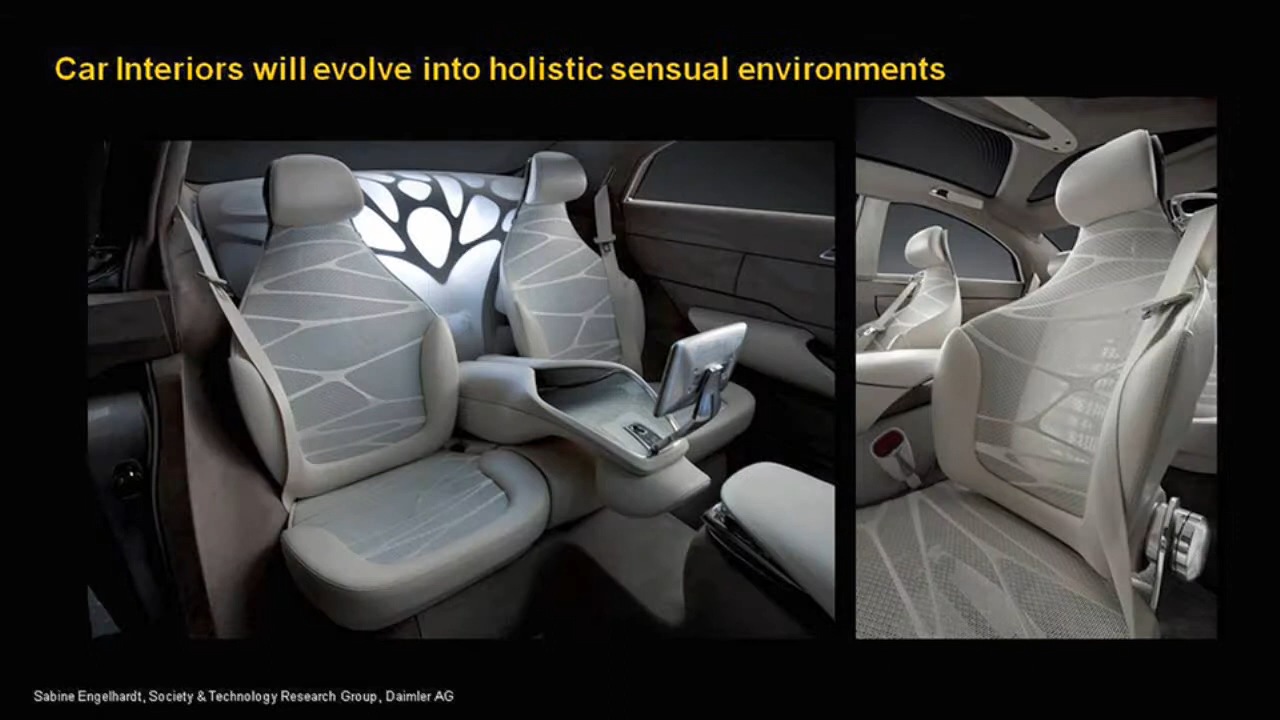 Car Interiors will evolve into holistic sensual environments
Sabine Engelhardt, Society & Technology Research Group, Daimler AG